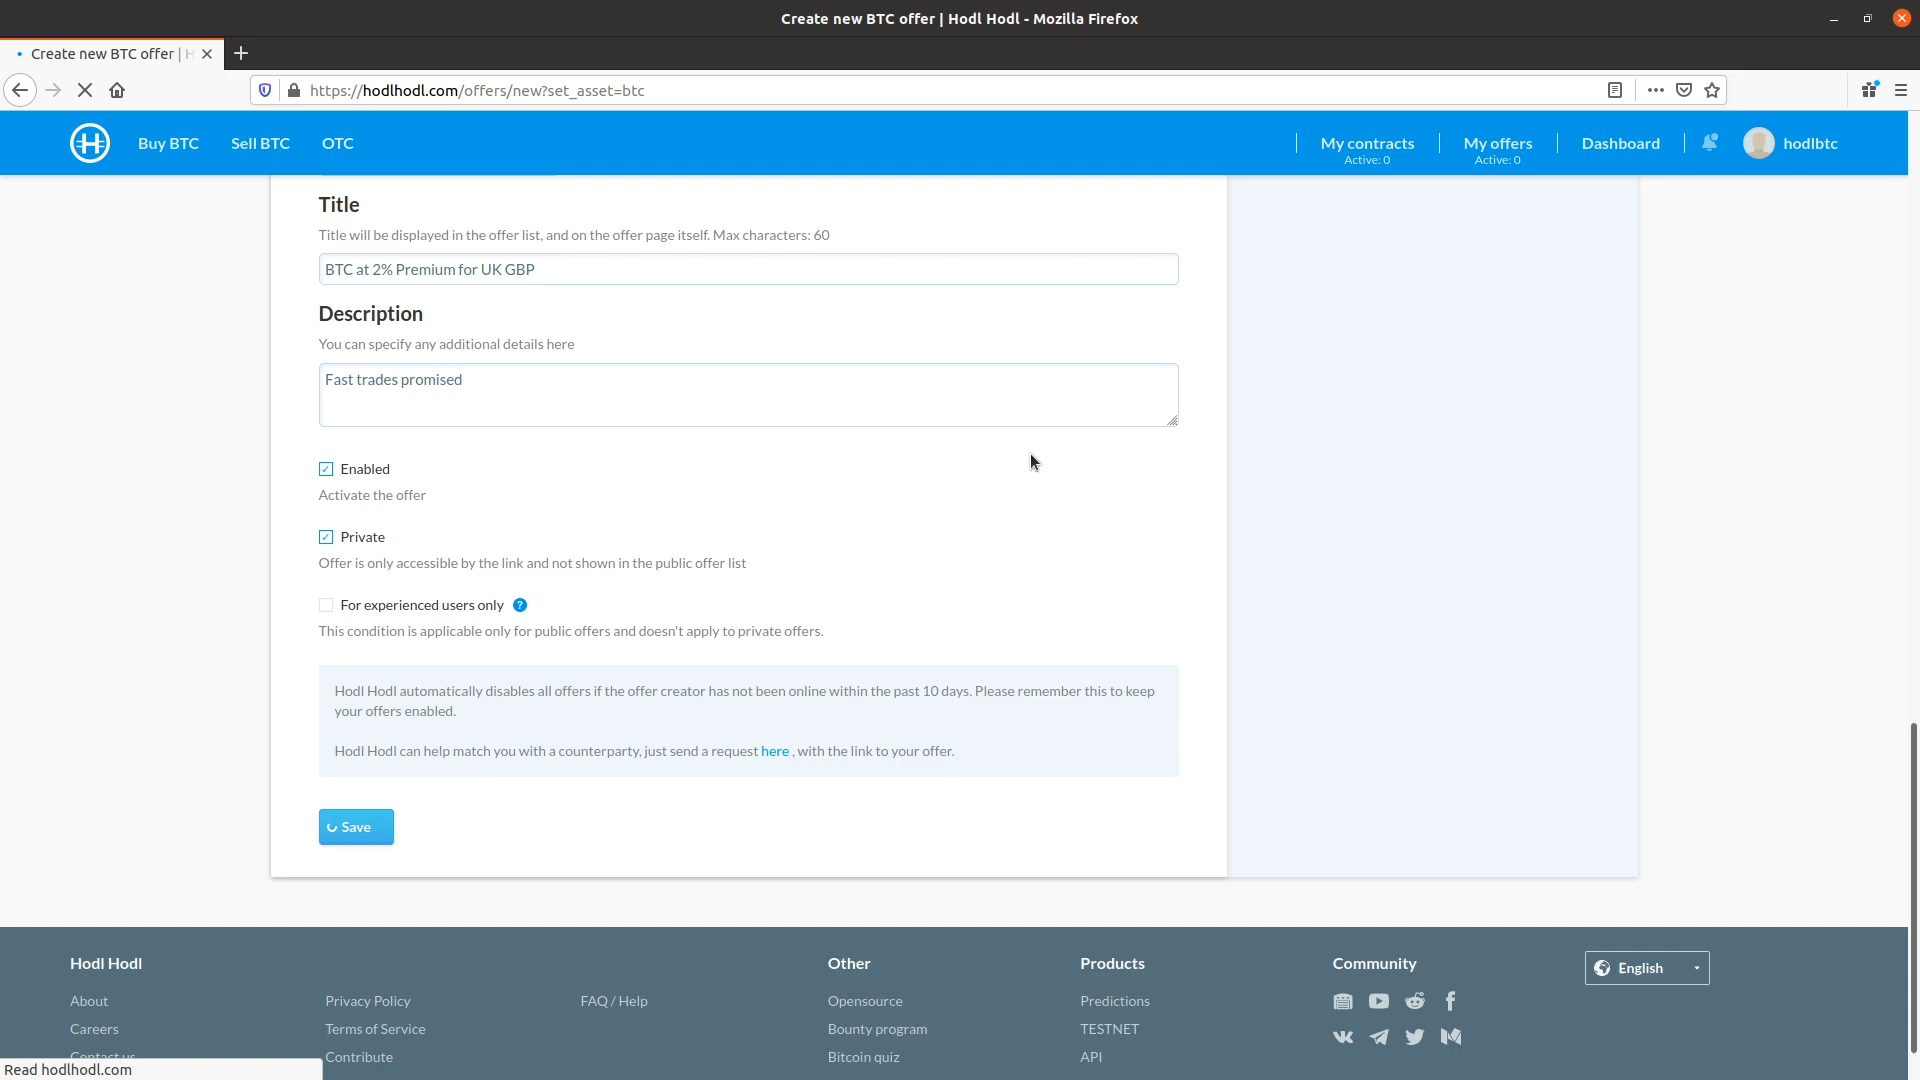 Create new BTC offer | Hodl Hodl - Mozilla Firefox
Create new BTC offer | H
https://hodlhodl.com/offers/new?set_asset=btc
Buy BTC
Sell BTC
OTC
My contracts
Active: 0
My offers
Active: 0
Dashboard
hodlbtc
Title
Title will be displayed in the offer list, and on the offer page itself. Max characters: 60
BTC at 2% Premium for UK GBP
Description
You can specify any additional details here
Fast trades promised
Enabled
Activate the offer
Private
Offer is only accessible by the link and not shown in the public offer list
For experienced users only ?
This condition is applicable only for public offers and doesn't apply to private offers.
Hodl Hodl automatically disables all offers if the offer creator has not been online within the past 10 days. Please remember this to keep
your offers enabled.
Hodl Hodl can help match you with a counterparty, just send a request here , with the link to your offer.
Save
Hodl Hodl
About
Careers
Contact us
Privacy Policy
Terms of Service
Contribute
FAQ / Help
Other
Opensource
Bounty program
Bitcoin quiz
Products
Predictions
TESTNET
API
Community
English
Read hodlhodl.com